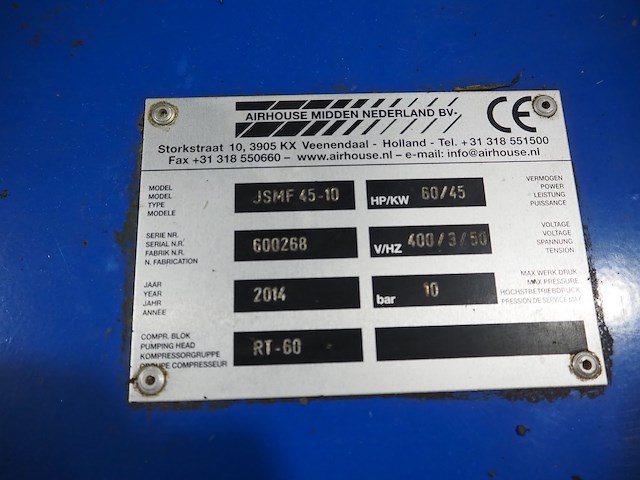 AIRHOUSE MIDDEN NEDERLAND BV. CE
Storkstraat 10, 3905 KX Veenendaal - Holland - Tel. +31 318 551500
Fax +31 318 550660 – www.airhouse.nl – e-mail: info@airhouse.nl
MODEL
MODEL
TYPE
MODELE
JSMF 45-10
HP/KW 60/45
VERMOGEN
POWER
LEISTUNG
PUISSANCE
SERIE NR.
SERIAL N.R.
FABRIK N.R.
N. FABRICATION
600268
V/HZ 400/3/50
VOLTAGE
VOLTAGE
SPANNUNG
TENSION
JAAR
YEAR
JAHR
ANNÉE
2014
bar 10
MAX WERK DRUK
MAX PRESSURE
HÖCHSTBETRIEBDRUCK
PRESSION DE SERVICE MAX
COMPR. BLOK
PUMPING HEAD
KOMPRESSORGRUPPE
GROUPE COMPRESSEUR
RT-60